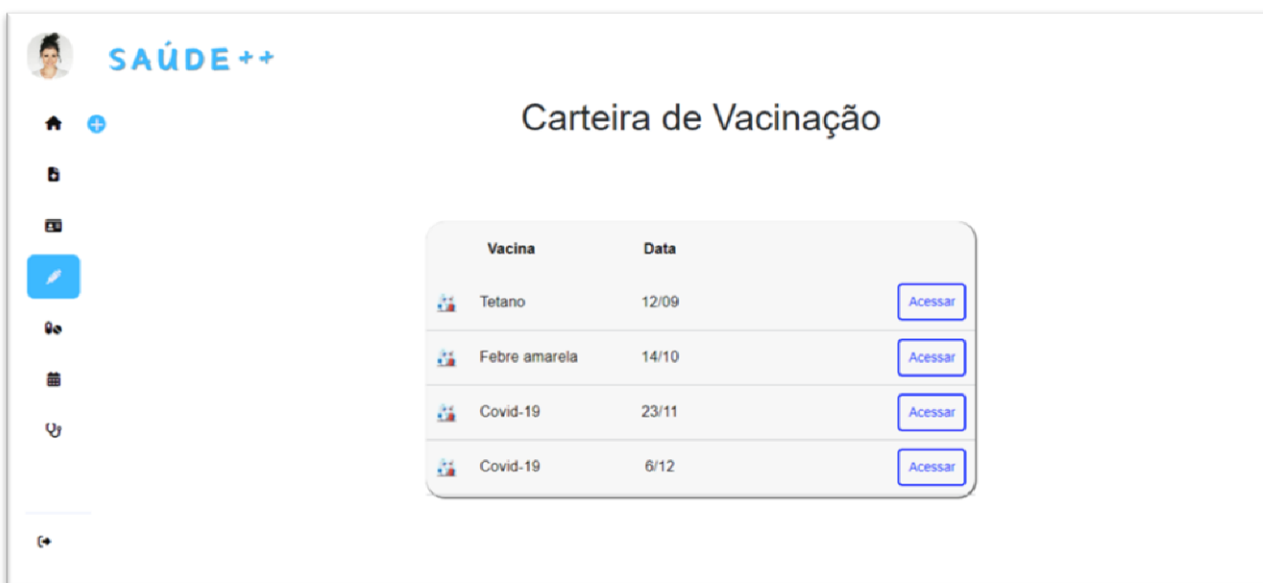 SAÚDE++
Carteira de Vacinação
Vacina Data
Tetano 12/09 Acessar
Febre amarela 14/10 Acessar
Covid-19 23/11 Acessar
Covid-19 6/12 Acessar